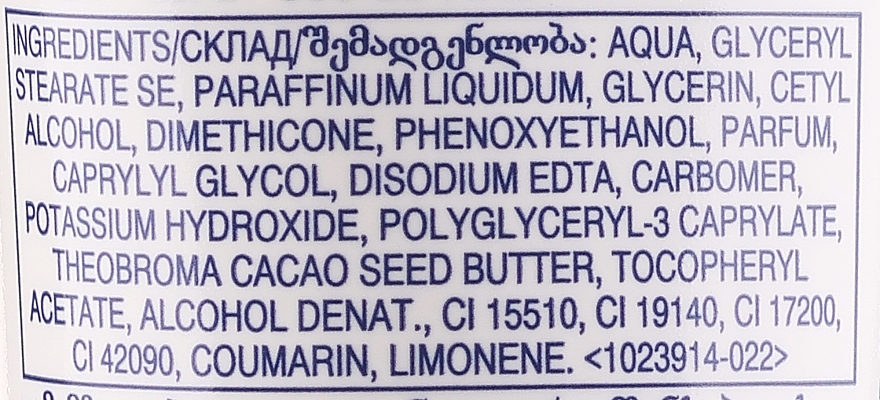 INGREDIENTS/СКЛАД/შემადგენლობა: AQUA, GLYCERYL
STEARATE SE, PARAFFINUM LIQUIDUM, GLYCERIN, CETYL
ALCOHOL, DIMETHICONE, PHENOXYETHANOL, PARFUM,
CAPRYLYL GLYCOL, DISODIUM EDTA, CARBOMER,
POTASSIUM HYDROXIDE, POLYGLYCERYL-3 CAPRYLATE,
THEOBROMA CACAO SEED BUTTER, TOCOPHERYL
ACETATE, ALCOHOL DENAT., CI 15510, CI 19140, CI 17200,
CI 42090, COUMARIN, LIMONENE. <1023914-022>